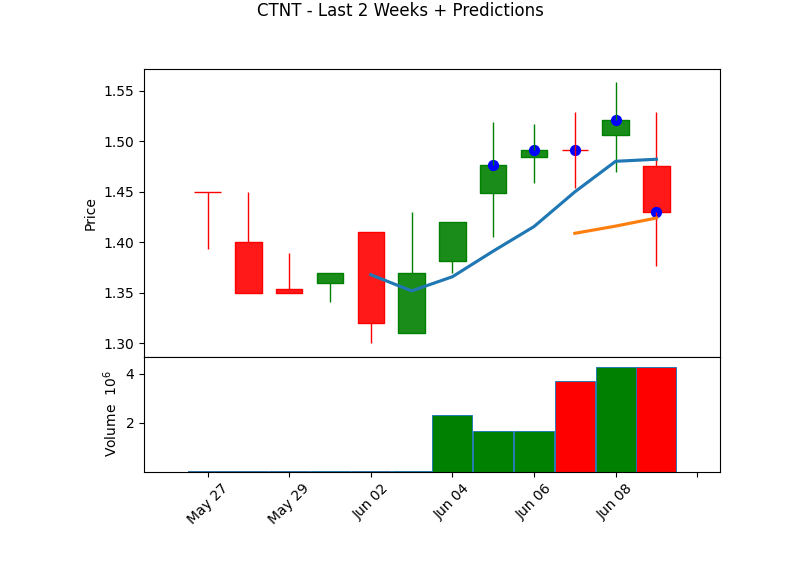 CTNT - Last 2 Weeks + Predictions
Price
1.55
1.50
1.45
1.40
1.35
1.30
Volume 10^6
4
2
May 27
May 29
Jun 02
Jun 04
Jun 06
Jun 08